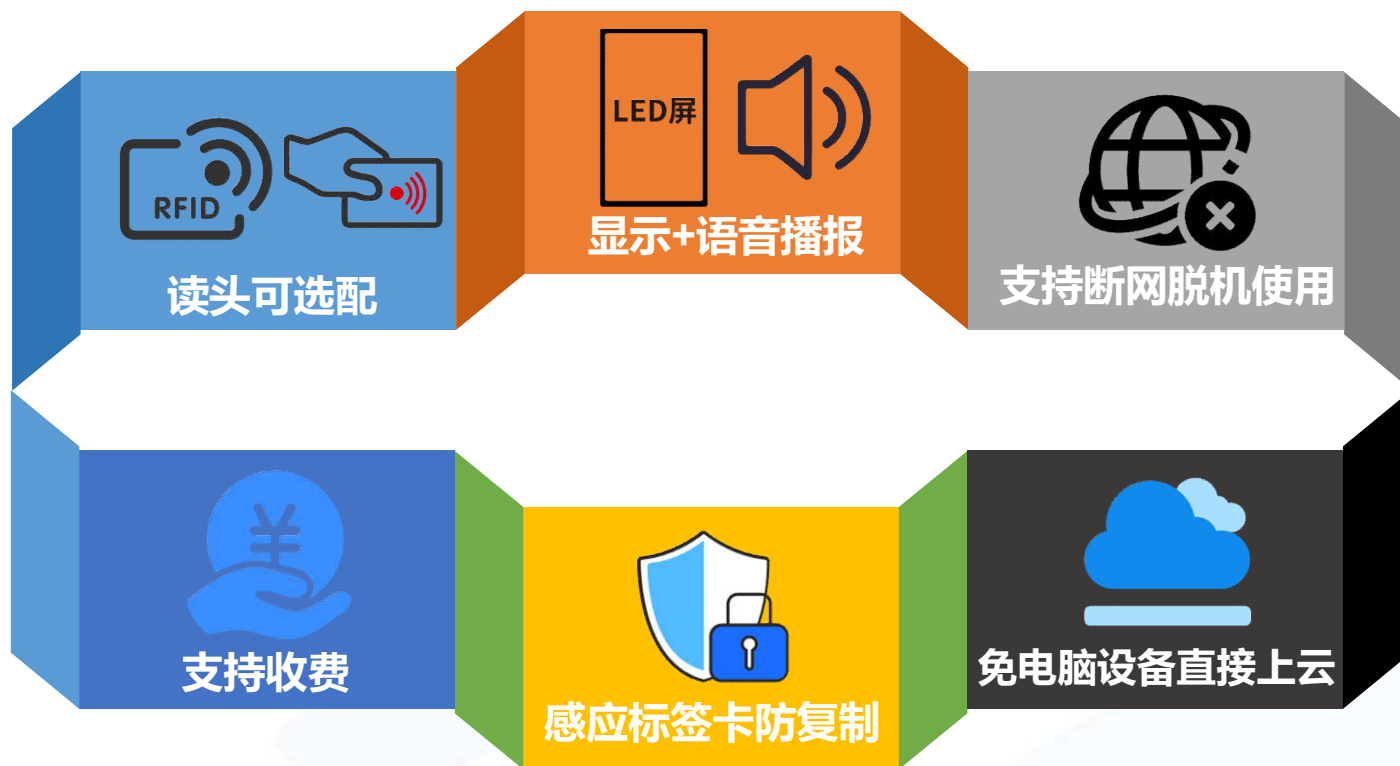 RFID
读头可选配
LED屏
显示+语音播报
支持断网脱机使用
¥
支持收费
感应标签卡防复制
免电脑设备直接上云